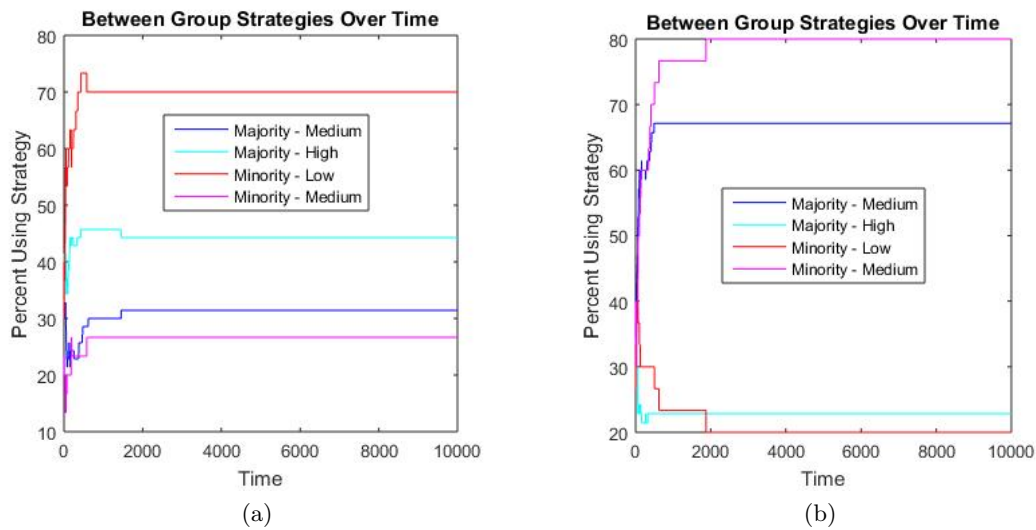 Between Group Strategies Over Time
80
70
60
50
40
30
20
10
Percent Using Strategy
Majority - Medium
Majority - High
Minority - Low
Minority - Medium
0
2000
4000
6000
8000
10000
Time
(a)
Between Group Strategies Over Time
80
70
60
50
40
30
20
Percent Using Strategy
Majority - Medium
Majority - High
Minority - Low
Minority - Medium
0
2000
4000
6000
8000
10000
Time
(b)